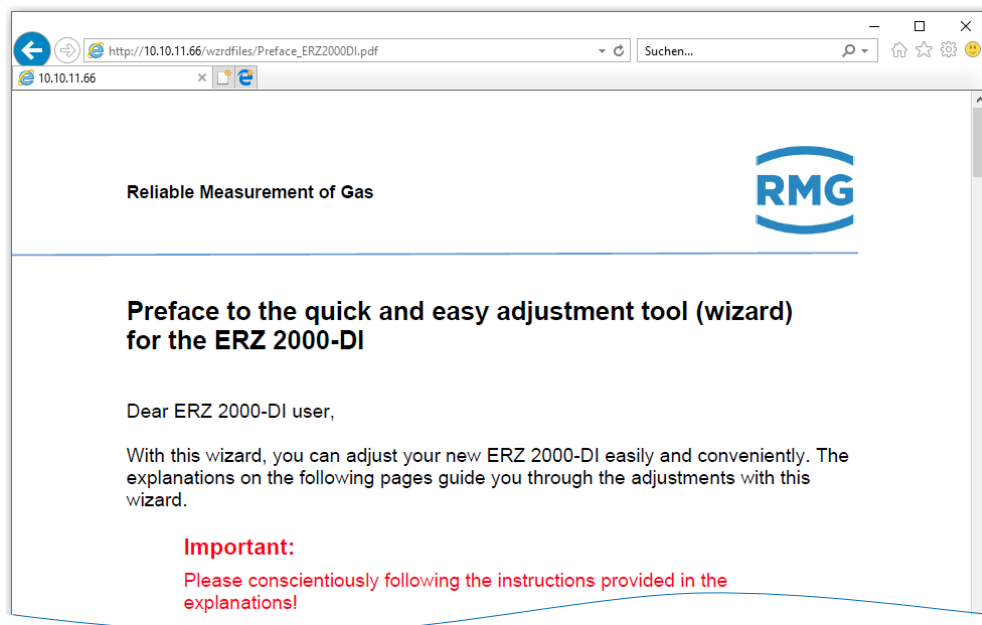 http://10.10.11.66/wzrdfiles/Preface_ERZ2000DI.pdf
Suchen...
10.10.11.66
Reliable Measurement of Gas
RMG
Preface to the quick and easy adjustment tool (wizard)
for the ERZ 2000-DI
Dear ERZ 2000-DI user,
With this wizard, you can adjust your new ERZ 2000-DI easily and conveniently. The
explanations on the following pages guide you through the adjustments with this
wizard.
Important:
Please conscientiously following the instructions provided in the
explanations!